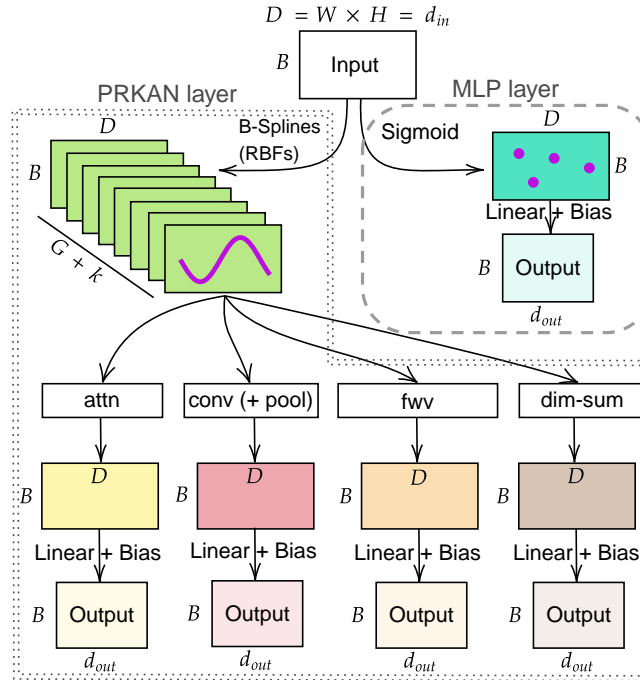 D = W × H = d_in
B
Input
PRKAN layer
MLP layer
D
B-Splines
(RBFs)
Sigmoid
D
B
B
Linear + Bias
G + k
B
Output
d_out
attn
conv (+ pool)
fwv
dim-sum
B
D
B
D
B
D
B
D
Linear + Bias
Linear + Bias
Linear + Bias
Linear + Bias
B
Output
B
Output
B
Output
B
Output
d_out
d_out
d_out
d_out